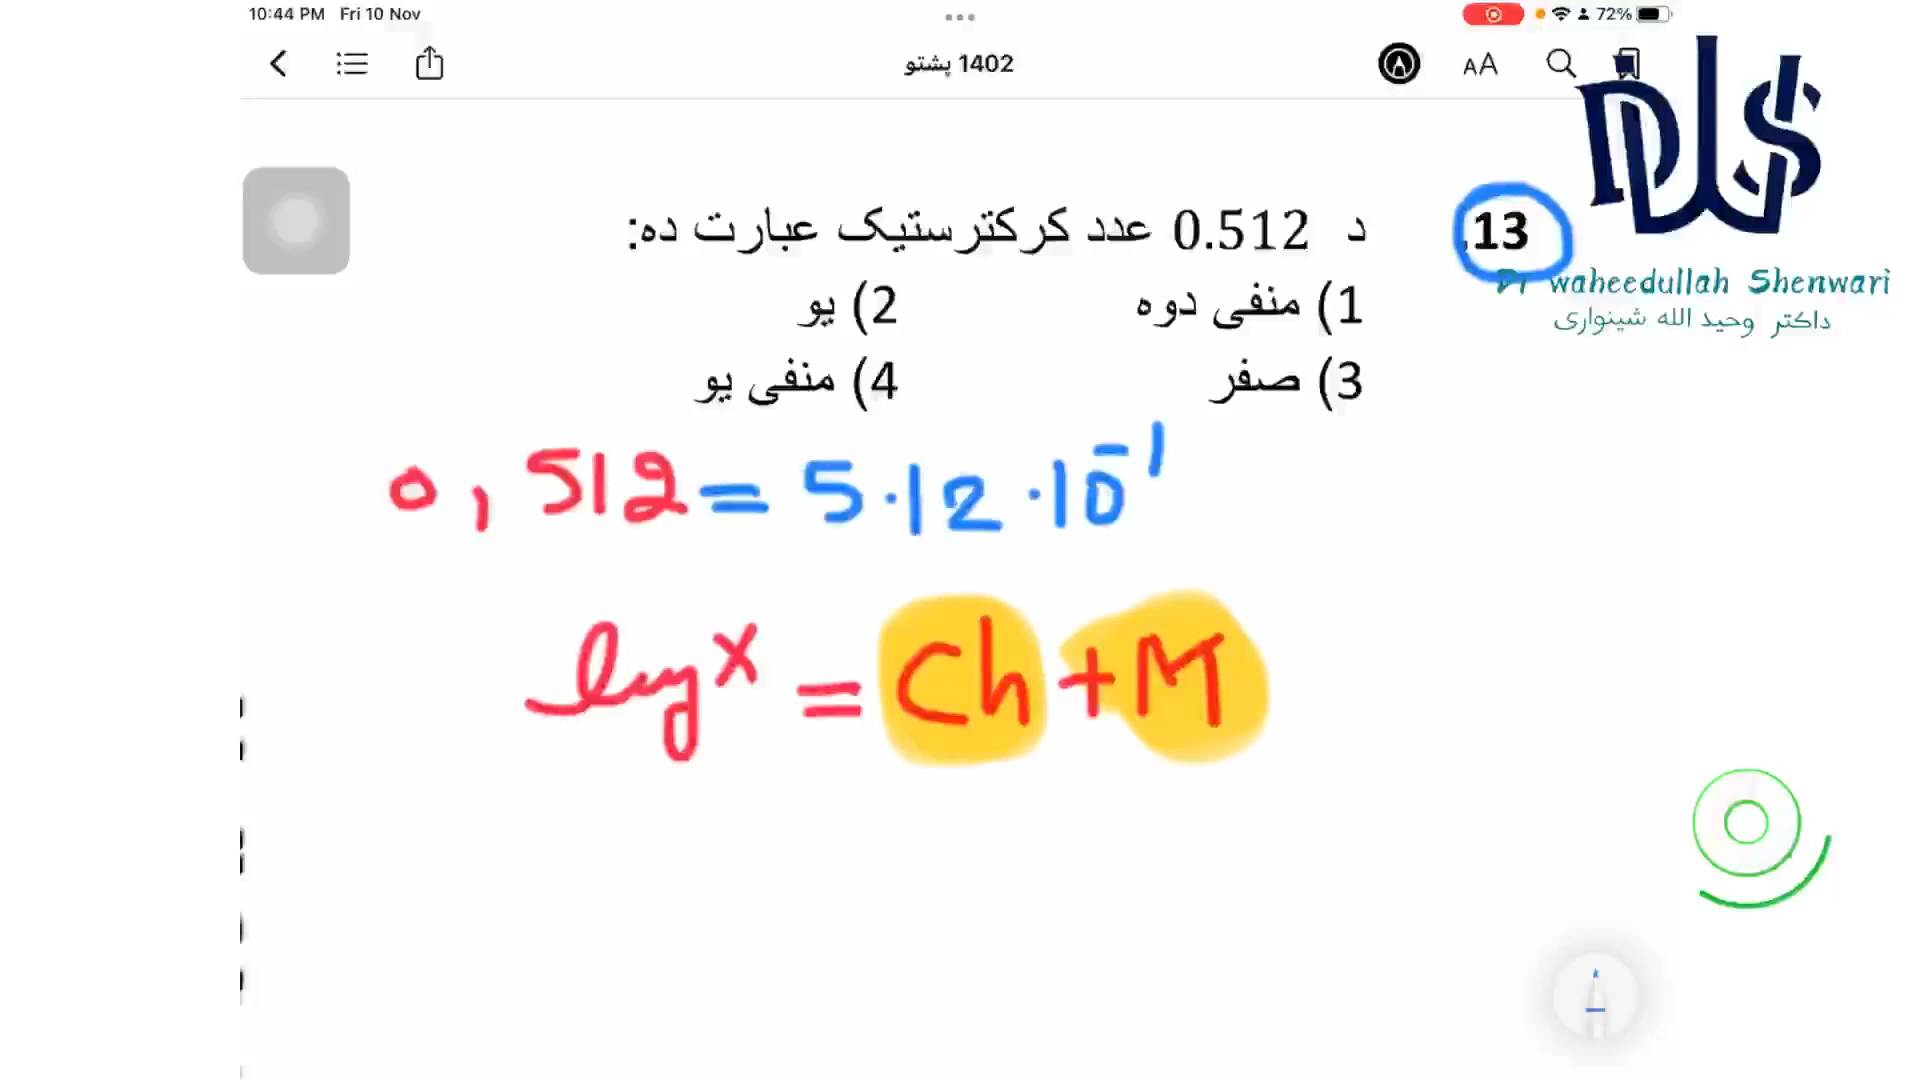 10:44 PM Fri 10 Nov
72%
1402 پشتو
AA
DWS
Dr waheedullah Shenwari
داکتر وحید الله شینواری
13. د 0.512 عدد کرکترستیک عبارت ده:
1) منفی دوه 2) یو
3) صفر 4) منفی یو
0,512 = 5.12 · 10⁻¹
log x = Ch + M